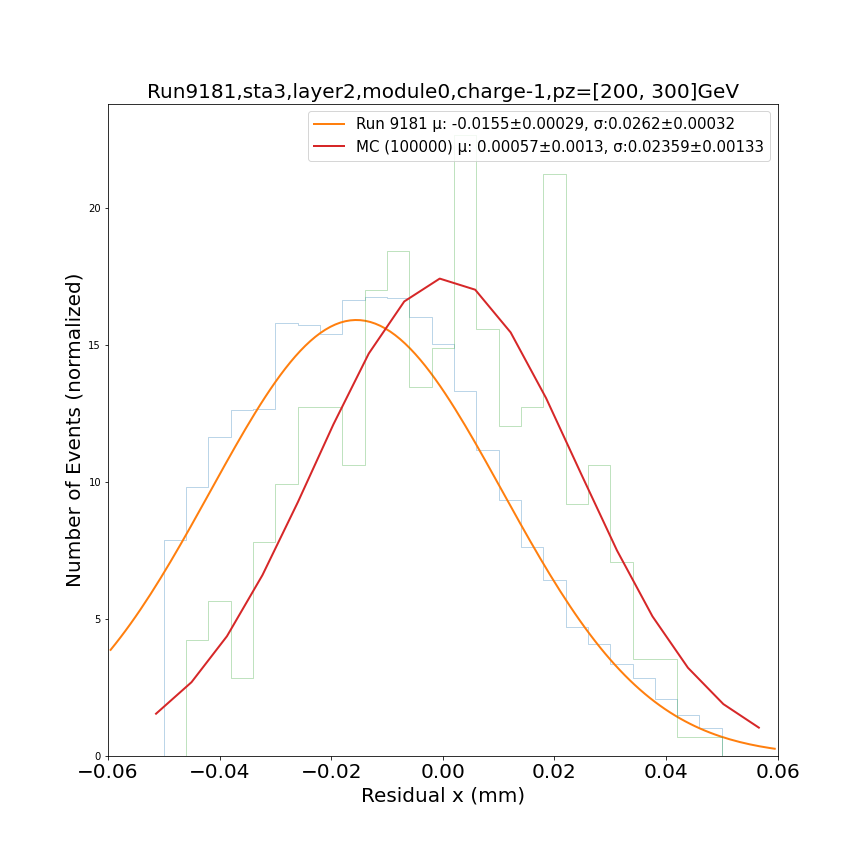 Run9181,sta3,layer2,module0,charge-1,pz=[200, 300]GeV
Run 9181 μ: -0.0155±0.00029, σ:0.0262±0.00032
MC (100000) μ: 0.00057±0.0013, σ:0.02359±0.00133
Number of Events (normalized)
20
15
10
5
0
−0.06 −0.04 −0.02 0.00 0.02 0.04 0.06
Residual x (mm)